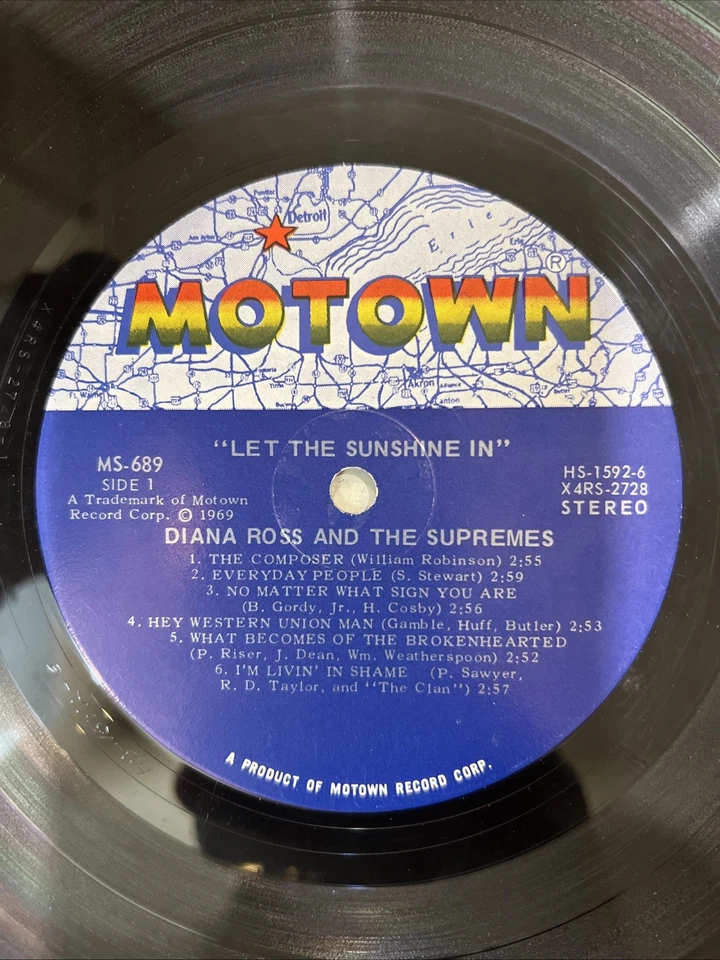 Detroit
Ann Arbor
Erie
Erie
®
MOTOWN
Akron
Canton
"LET THE SUNSHINE IN"
MS-689
SIDE 1
A Trademark of Motown
Record Corp. © 1969
HS-1592-6
X4RS-2728
STEREO
DIANA ROSS AND THE SUPREMES
1. THE COMPOSER (William Robinson) 2:55
2. EVERYDAY PEOPLE (S. Stewart) 2:59
3. NO MATTER WHAT SIGN YOU ARE
(B. Gordy, Jr., H. Cosby) 2:56
4. HEY WESTERN UNION MAN (Gamble, Huff, Butler) 2:53
5. WHAT BECOMES OF THE BROKENHEARTED
(P. Riser, J. Dean, Wm. Weatherspoon) 2:52
6. I'M LIVIN' IN SHAME (P. Sawyer,
R. D. Taylor, and "The Clan") 2:57
A PRODUCT OF MOTOWN RECORD CORP.